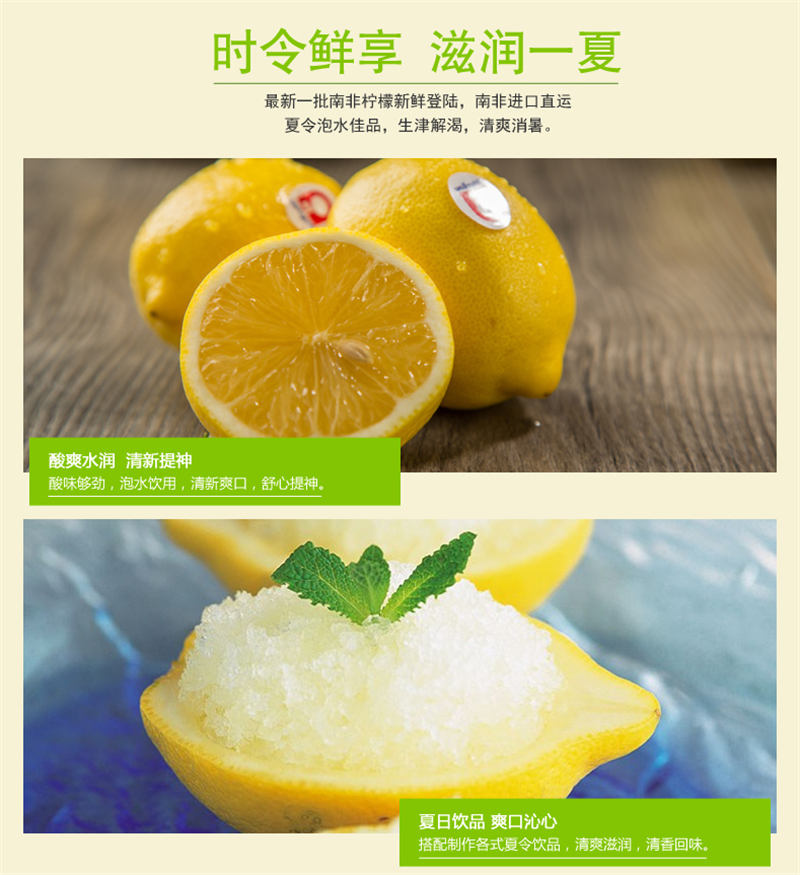 时令鲜享 滋润一夏
最新一批南非柠檬新鲜登陆，南非进口直运
夏令泡水佳品，生津解渴，清爽消暑。
酸爽水润 清新提神
酸味够劲，泡水饮用，清新爽口，舒心提神。
夏日饮品 爽口沁心
搭配制作各式夏令饮品，清爽滋润，清香回味。